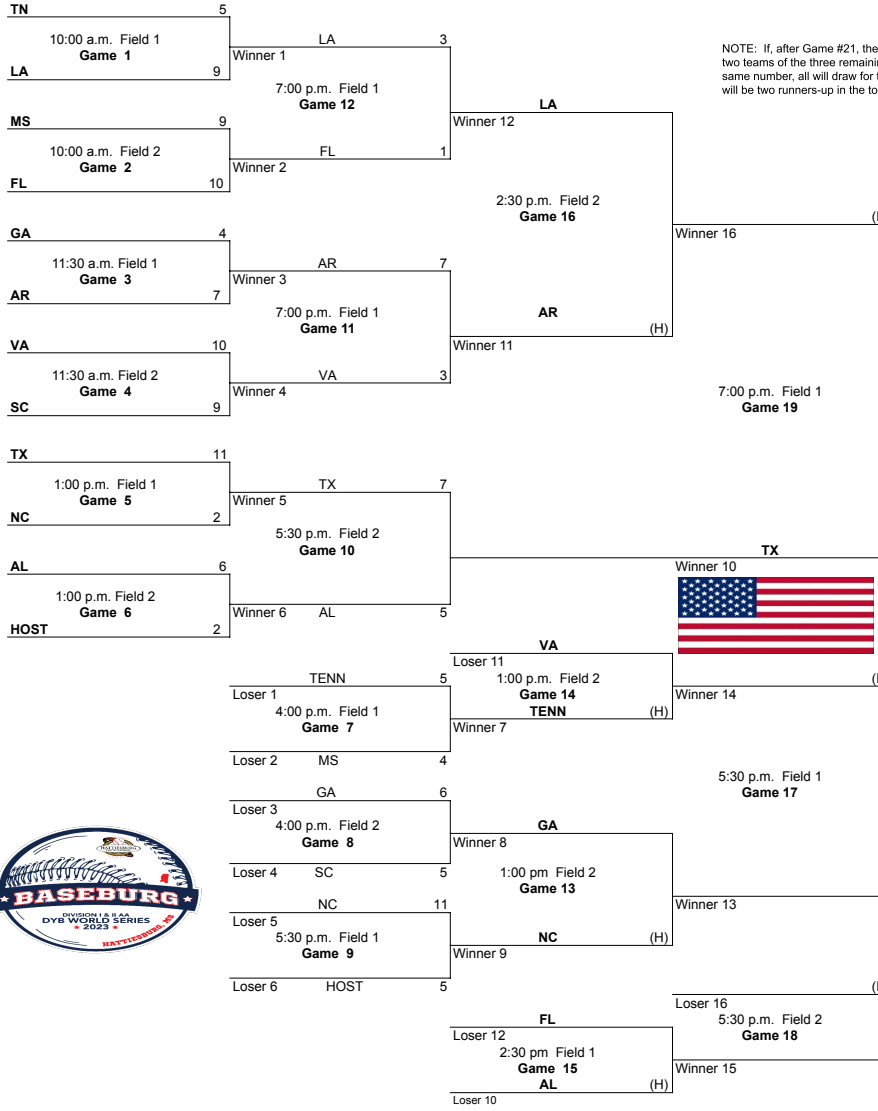 TN 5
10:00 a.m. Field 1
Game 1
LA 9
Winner 1
LA 3
7:00 p.m. Field 1
Game 12
MS 9
10:00 a.m. Field 2
Game 2
FL 10
Winner 2
FL 1
Winner 12
LA
2:30 p.m. Field 2
Game 16
GA 4
11:30 a.m. Field 1
Game 3
AR 7
Winner 3
AR 7
7:00 p.m. Field 1
Game 11
VA 10
11:30 a.m. Field 2
Game 4
SC 9
Winner 4
VA 3
AR (H)
Winner 11
Winner 16
NOTE: If, after Game #21, the
two teams of the three
same number, all will draw for
will be two runners-up in the
7:00 p.m. Field 1
Game 19
TX 11
1:00 p.m. Field 1
Game 5
NC 2
Winner 5
TX 7
5:30 p.m. Field 2
Game 10
AL 6
1:00 p.m. Field 2
Game 6
HOST 2
Winner 6 AL 5
TX
Winner 10
TENN 5
Loser 1
4:00 p.m. Field 1
Game 7
Loser 2 MS 4
VA
Loser 11
1:00 p.m. Field 2
Game 14
TENN (H)
Winner 7
Winner 14
5:30 p.m. Field 1
Game 17
GA 6
Loser 3
4:00 p.m. Field 2
Game 8
Loser 4 SC 5
GA
Winner 8
1:00 pm Field 2
Game 13
NC 11
Loser 5
5:30 p.m. Field 1
Game 9
Loser 6 HOST 5
NC (H)
Winner 9
Winner 13
FL
Loser 12
2:30 pm Field 1
Game 15
AL (H)
Loser 10
Loser 16
5:30 p.m. Field 2
Game 18
Winner 15
HATTIESBURG
BASEBURG
DIVISION I & II AA
DYB WORLD SERIES
2023
HATTIESBURG, MS